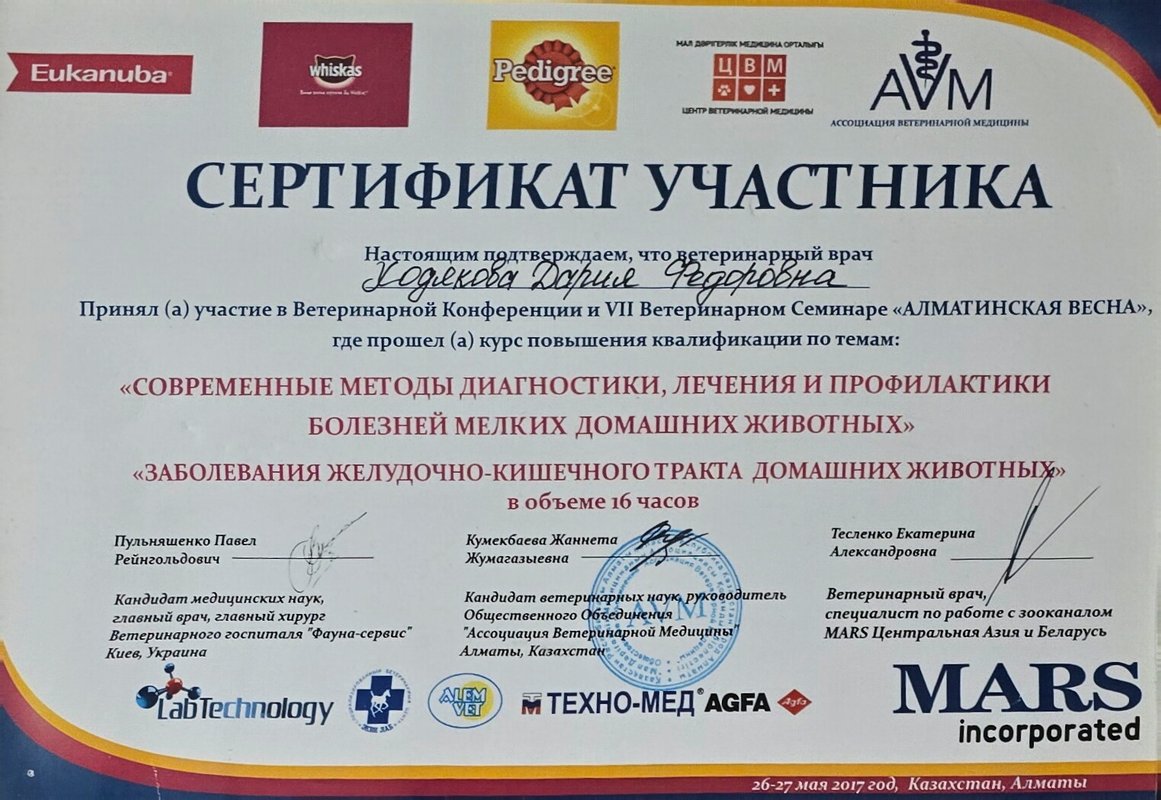 Eukanuba
whiskas
Pedigree
МАЛ ДӘРІГЕРЛІК МЕДИЦИНА ОРТАЛЫҒЫ
ЦВМ
ЦЕНТР ВЕТЕРИНАРНОЙ МЕДИЦИНЫ
AVM
АССОЦИАЦИЯ ВЕТЕРИНАРНОЙ МЕДИЦИНЫ
СЕРТИФИКАТ УЧАСТНИКА
Настоящим подтверждаем, что ветеринарный врач
Ходякова Дария Федоровна
Принял (а) участие в Ветеринарной Конференции и VII Ветеринарном Семинаре «АЛМАТИНСКАЯ ВЕСНА»,
где прошел (а) курс повышения квалификации по темам:
«СОВРЕМЕННЫЕ МЕТОДЫ ДИАГНОСТИКИ, ЛЕЧЕНИЯ И ПРОФИЛАКТИКИ
БОЛЕЗНЕЙ МЕЛКИХ ДОМАШНИХ ЖИВОТНЫХ»
«ЗАБОЛЕВАНИЯ ЖЕЛУДОЧНО-КИШЕЧНОГО ТРАКТА ДОМАШНИХ ЖИВОТНЫХ»
в объеме 16 часов
Пульняшенко Павел
Рейнгольдович
Кандидат медицинских наук,
главный врач, главный хирург
Ветеринарного госпиталя "Фауна-сервис"
Киев, Украина
Кумекбаева Жаннета
Жумагазыевна
Кандидат ветеринарных наук, руководитель
Общественного Объединения
"Ассоциация Ветеринарной Медицины"
Алматы, Казахстан
AVM
Тесленко Екатерина
Александровна
Ветеринарный врач,
специалист по работе с зооканалом
MARS Центральная Азия и Беларусь
LabTechnology
ALEM VET
ТЕХНО-МЕД®
AGFA
Agfa
MARS
incorporated
26-27 мая 2017 год, Казахстан, Алматы